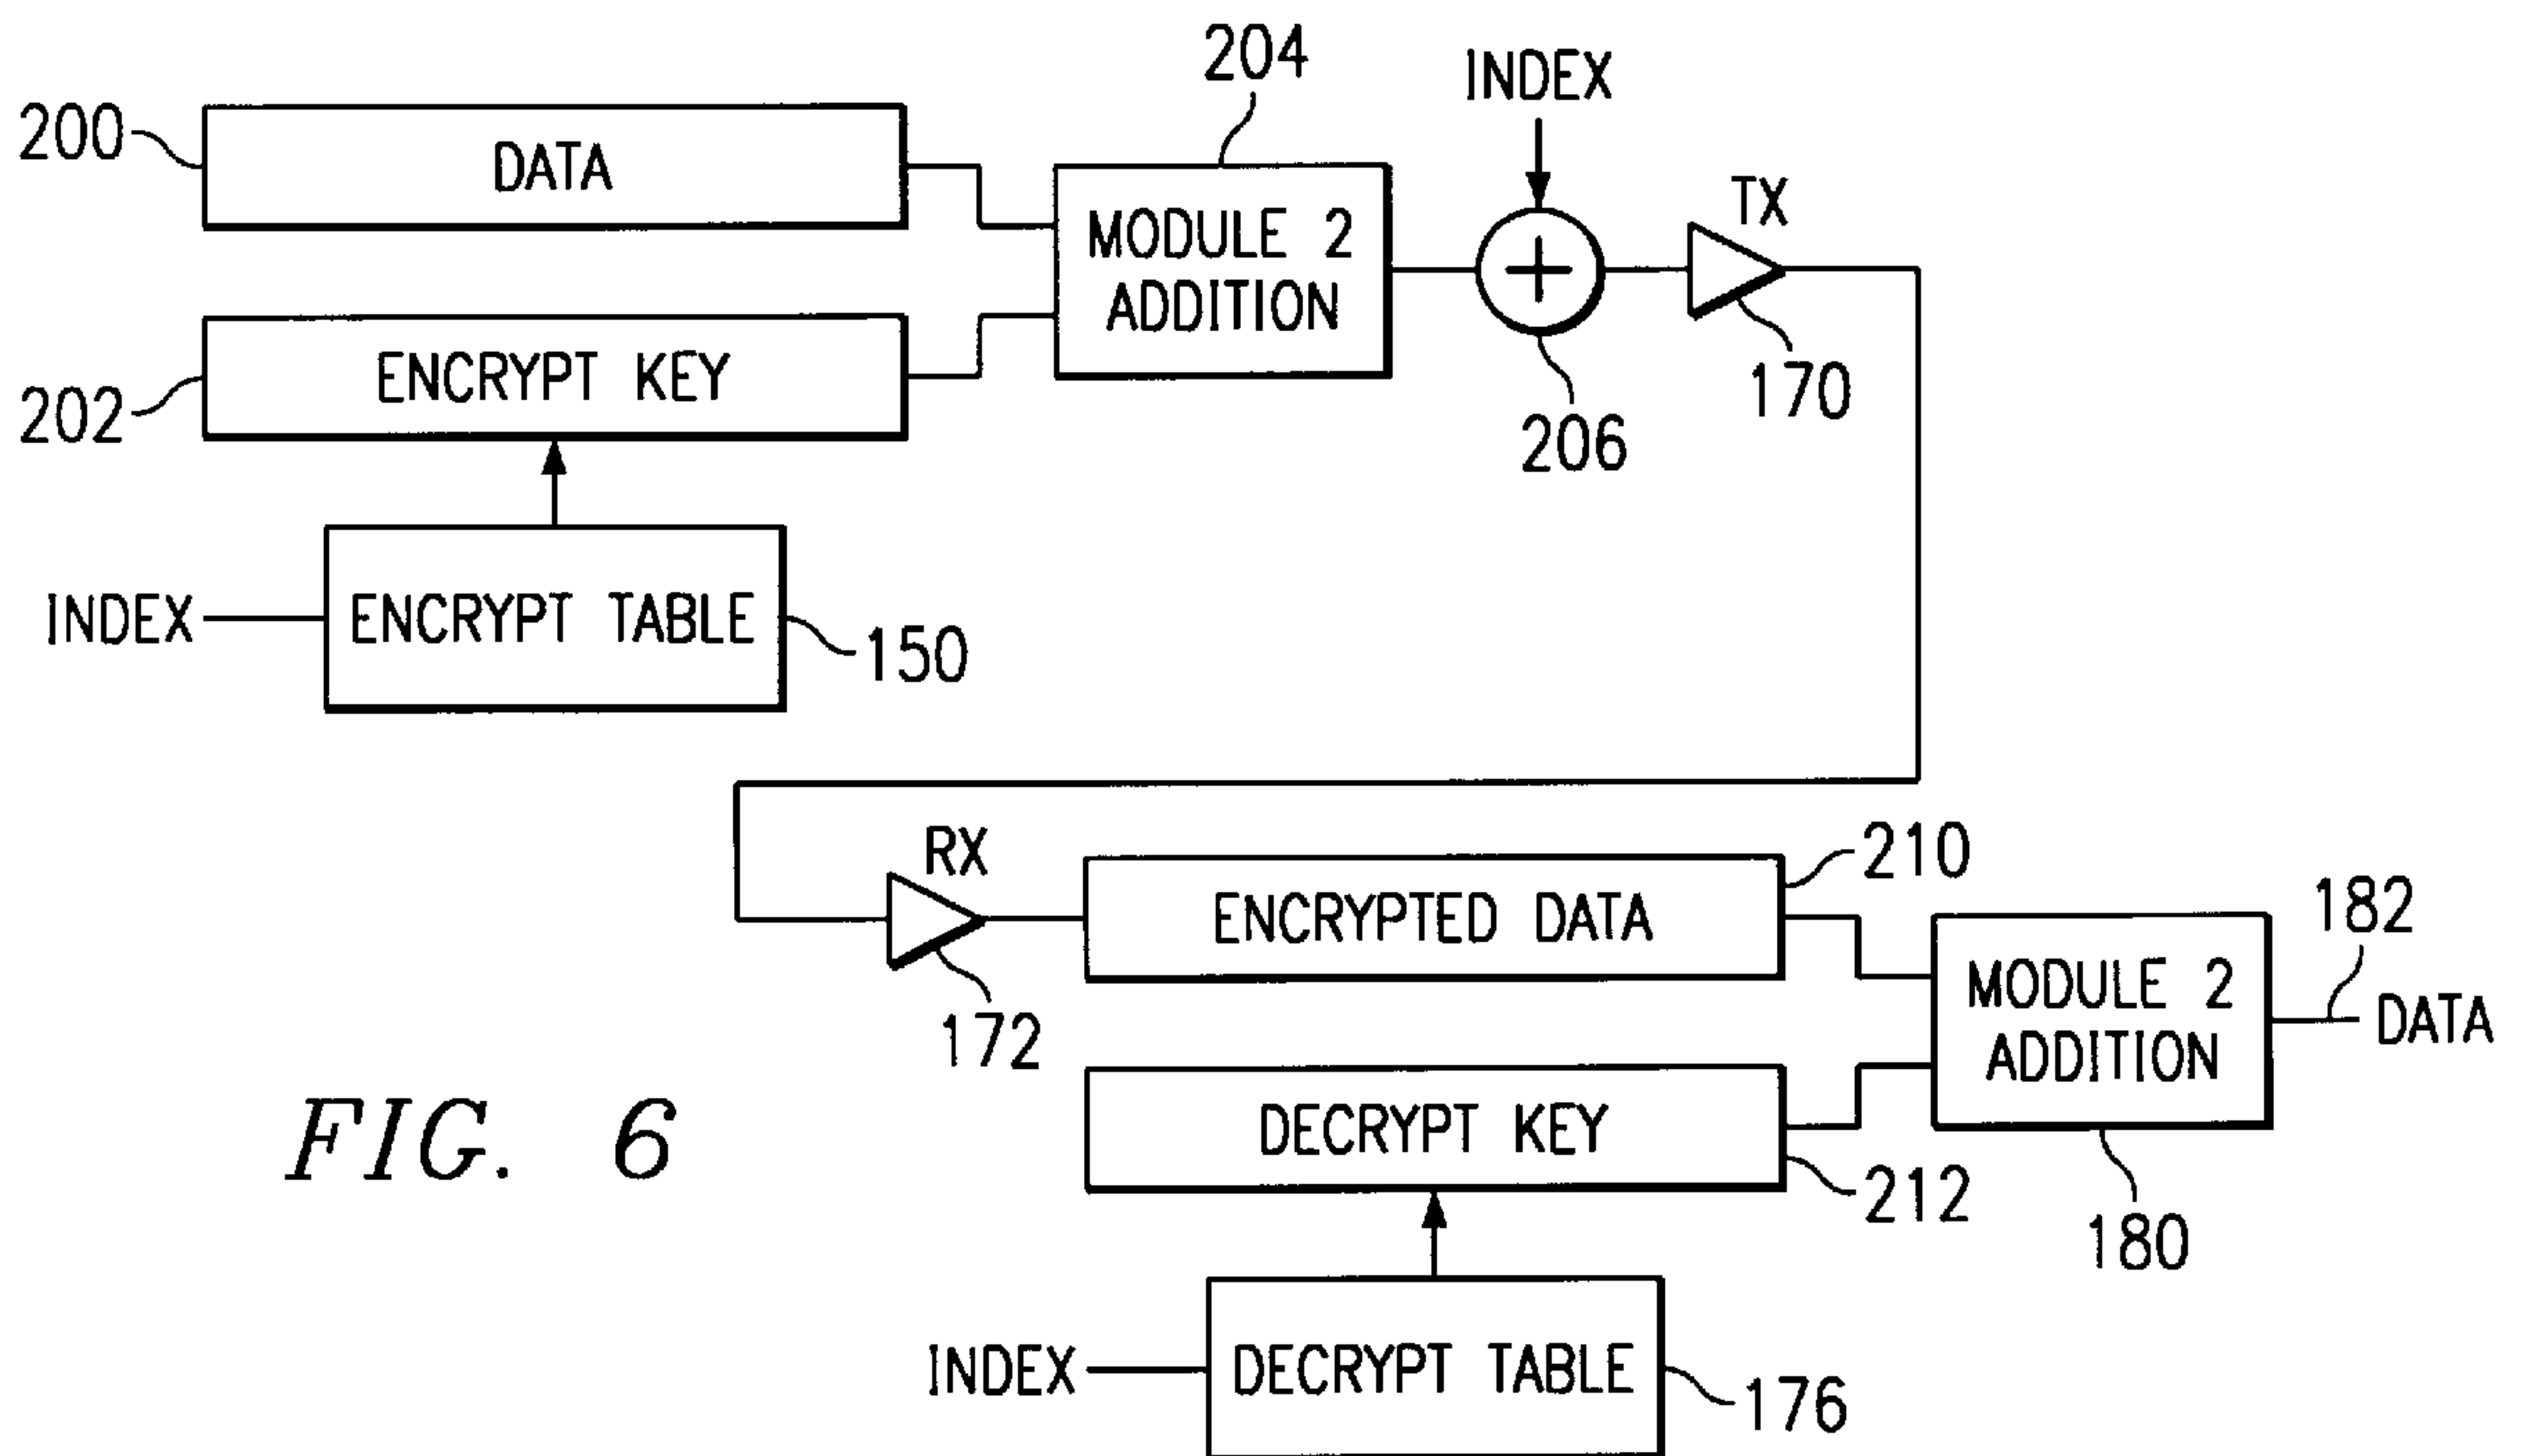 204
INDEX
200
DATA
TX
MODULE 2
ADDITION
ENCRYPT KEY
170
202
206
INDEX
ENCRYPT TABLE
150
RX
210
ENCRYPTED DATA
182
MODULE 2
ADDITION
DATA
172
DECRYPT KEY
FIG. 6
212
180
INDEX
DECRYPT TABLE
176